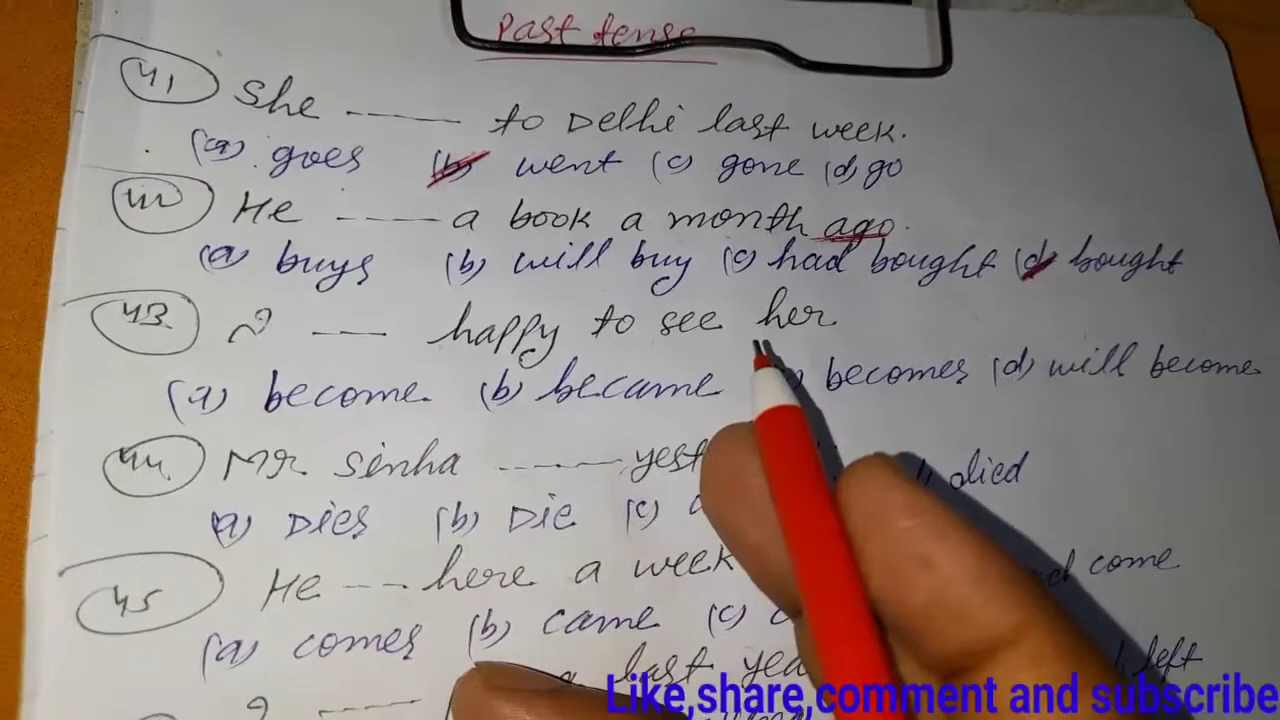 Past tense
41 She ——— to Delhi last week.
(a) goes (b) went (c) gone (d) go
He ——— a book a month ago.
(a) buys (b) will buy (c) had bought (d) bought
43 I —— happy to see her
(a) become (b) became becomes (d) will become
44. Mr. Sinha ——— yest
died
(a) Dies (b) Die (c)
45 He —— here a week
come
(a) comes (b) came (c)
I ——— last yea
left
Like,share,comment and subscribe